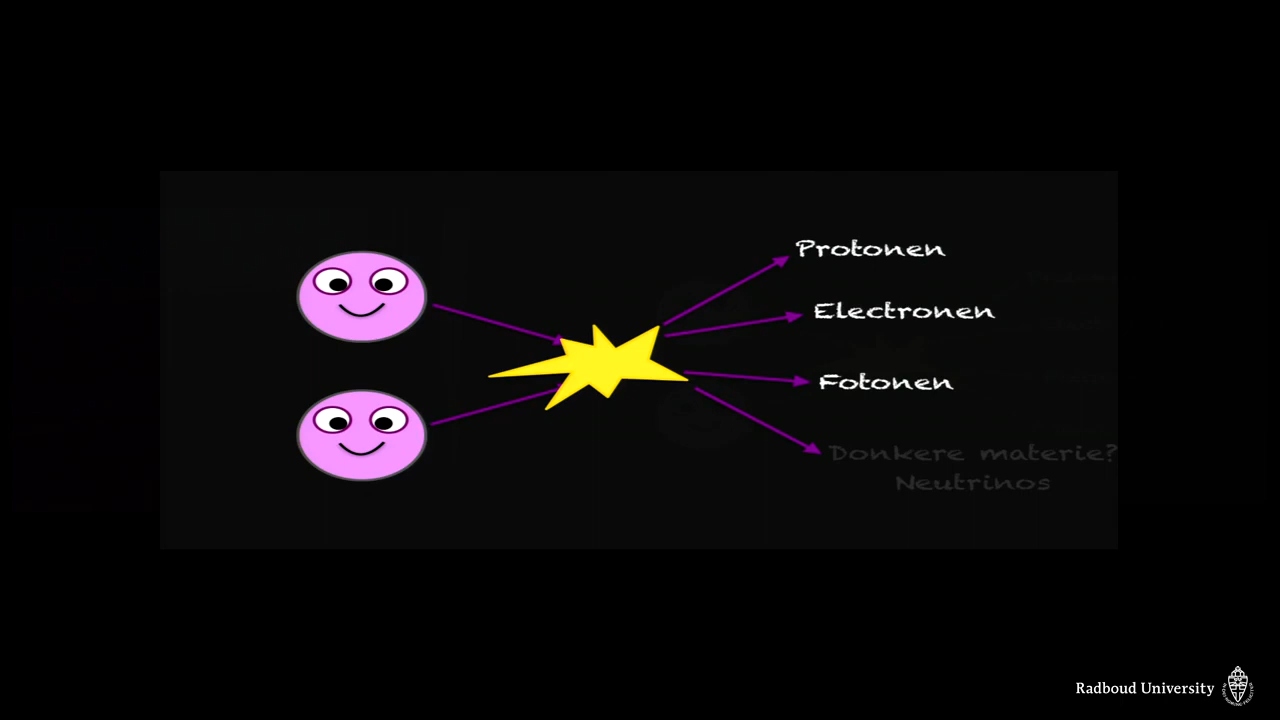 Protonen
Electronen
Fotonen
Donkere materie?
Neutrinos
Radboud University